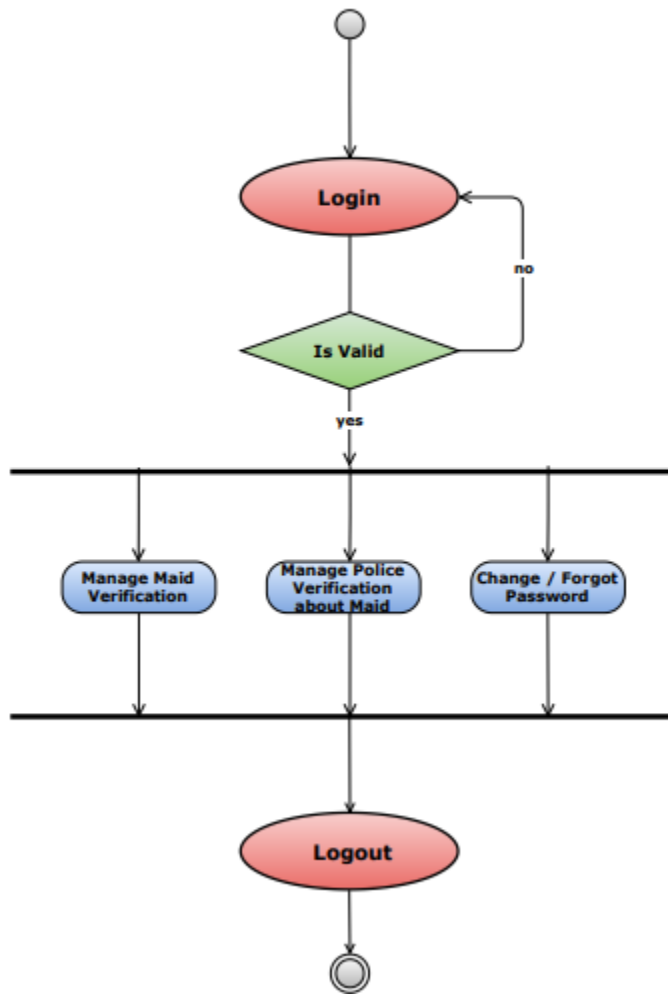 Login
no
Is Valid
yes
Manage Maid
Verification
Manage Police
Verification
about Maid
Change / Forgot
Password
Logout